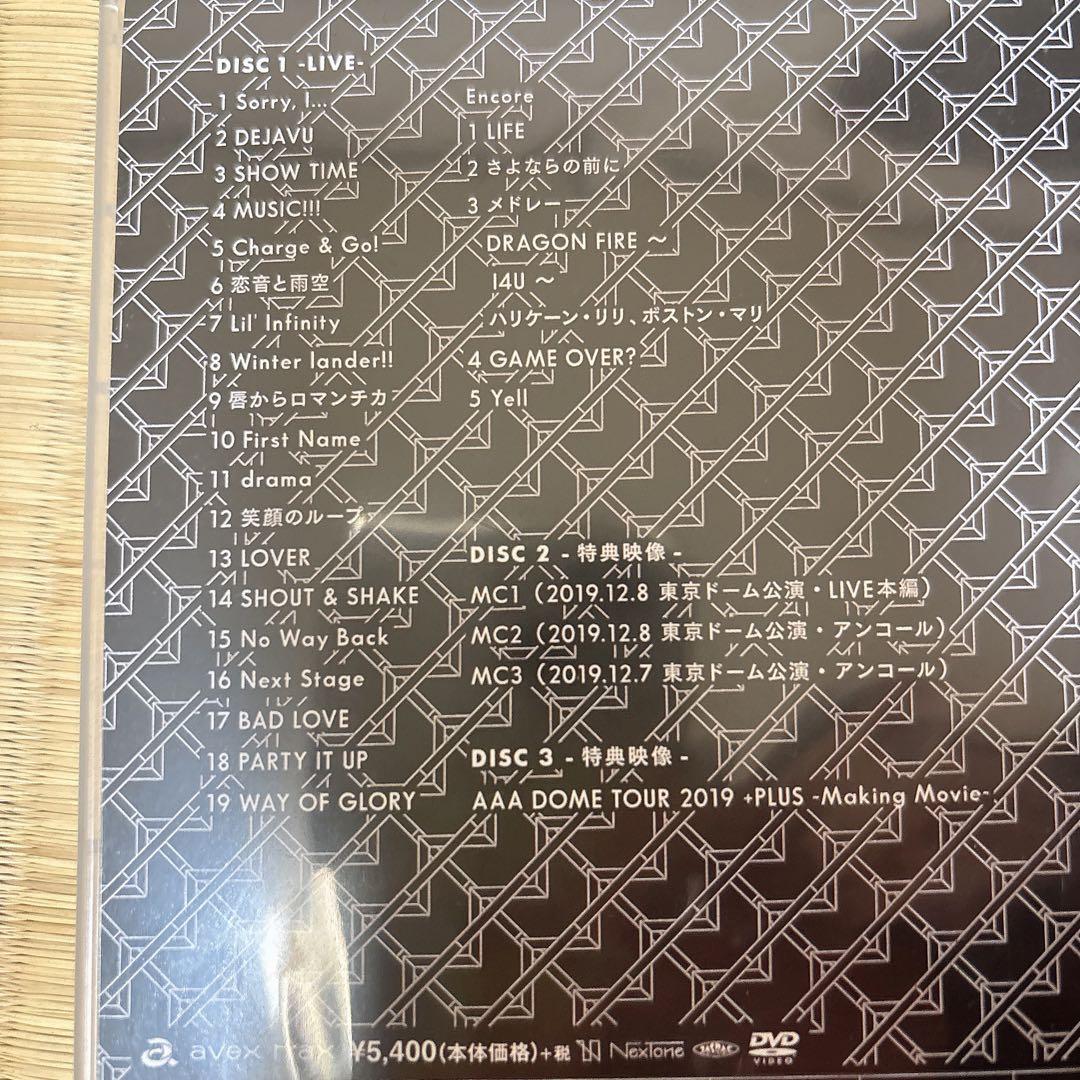 DISC 1 -LIVE-
1 Sorry, I...
2 DEJAVU
3 SHOW TIME
4 MUSIC!!!
5 Charge & Go!
6 恋音と雨空
7 Lil' Infinity
8 Winter lander!!
9 唇からロマンチカ
10 First Name
11 drama
12 笑顔のループ
13 LOVER
14 SHOUT & SHAKE
15 No Way Back
16 Next Stage
17 BAD LOVE
18 PARTY IT UP
19 WAY OF GLORY
Encore
1 LIFE
2 さよならの前に
3 メドレー
DRAGON FIRE ～
I4U ～
ハリケーン・リリ、ボストン・マリ
4 GAME OVER?
5 Yell
DISC 2 - 特典映像 -
MC1（2019.12.8 東京ドーム公演・LIVE本編）
MC2（2019.12.8 東京ドーム公演・アンコール）
MC3（2019.12.7 東京ドーム公演・アンコール）
DISC 3 - 特典映像 -
AAA DOME TOUR 2019 +PLUS -Making Movie-
avex trax ¥5,400(本体価格)+税 NexTone JASRAC DVD VIDEO